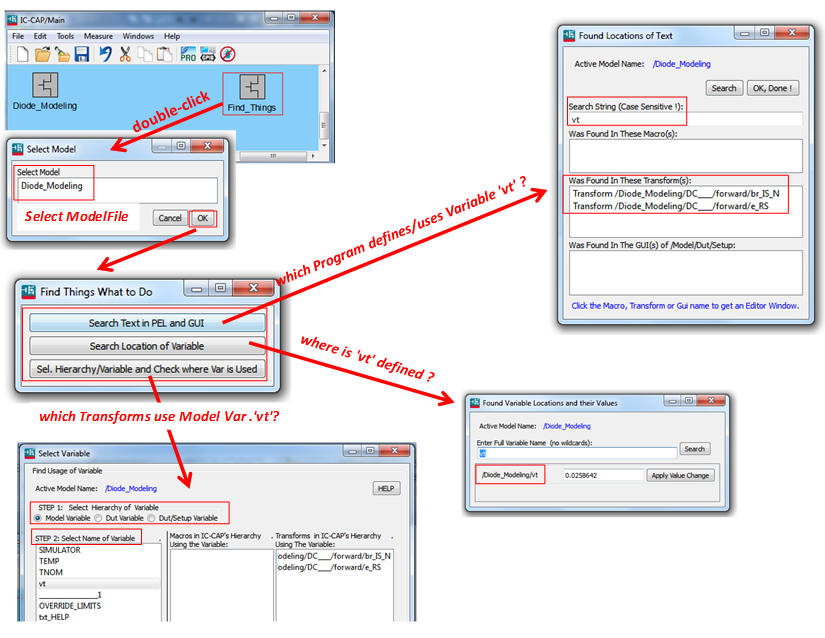 IC-CAP/Main
File Edit Tools Measure Windows Help
PRO
Diode_Modeling
Find_Things
double-click
Select Model
Select Model
Diode_Modeling
Select ModelFile
Cancel OK
Find Things What to Do
Search Text in PEL and GUI
Search Location of Variable
Sel. Hierarchy/Variable and Check where Var is Used
which Program defines/uses Variable 'vt' ?
where is 'vt' defined ?
which Transforms use Model Var .'vt'?
Found Locations of Text
Active Model Name: /Diode_Modeling
Search OK, Done !
Search String (Case Sensitive !):
vt
Was Found In These Macro(s):
Was Found In These Transform(s):
Transform /Diode_Modeling/DC___/forward/br_IS_N
Transform /Diode_Modeling/DC___/forward/e_RS
Was Found In The GUI(s) of /Model/Dut/Setup:
Click the Macro, Transform or Gui name to get an Editor Window.
Found Variable Locations and their Values
Active Model Name: /Diode_Modeling
Enter Full Variable Name (no wildcards):
vt
Search
/Diode_Modeling/vt 0.0258642 Apply Value Change
Select Variable
Find Usage of Variable
Active Model Name: /Diode_Modeling
HELP
STEP 1: Select Hierarchy of Variable
Model Variable Dut Variable Dut/Setup Variable
STEP 2: Select Name of Variable .
SIMULATOR
TEMP
TNOM
vt
______________1
OVERRIDE_LIMITS
txt_HELP
Macros in IC-CAP's Hierarchy .
Using the Variable:
Transforms in IC-CAP's Hierarchy .
Using The Variable:
odeling/DC___/forward/br_IS_N
odeling/DC___/forward/e_RS